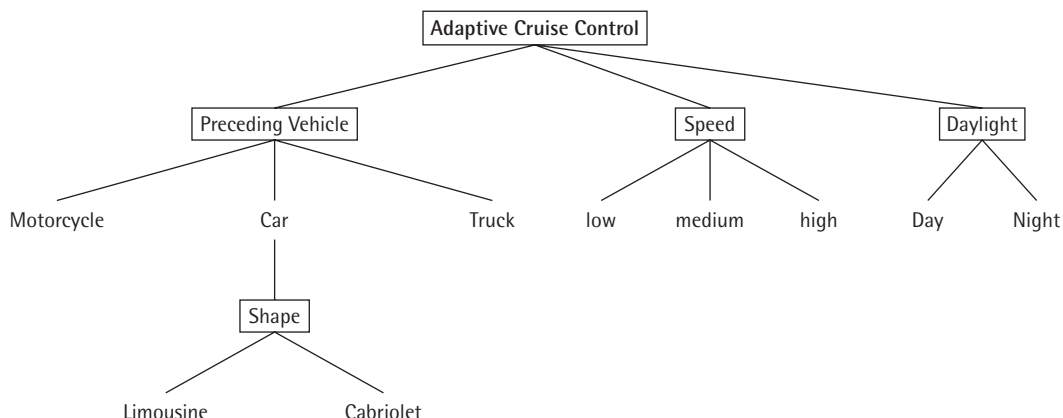 Adaptive Cruise Control
Preceding Vehicle
Speed
Daylight
Motorcycle
Car
Truck
low
medium
high
Day
Night
Shape
Limousine
Cabriolet